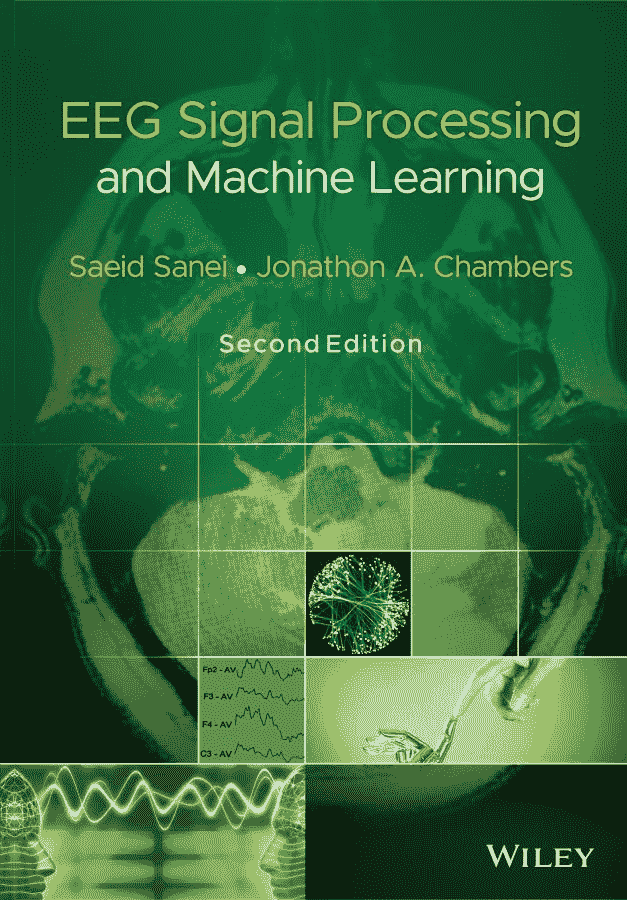 EEG Signal Processing
and Machine Learning
Saeid Sanei • Jonathon A. Chambers
Second Edition
Fp2 - AV
F3 - AV
F4 - AV
C3 - AV
WILEY